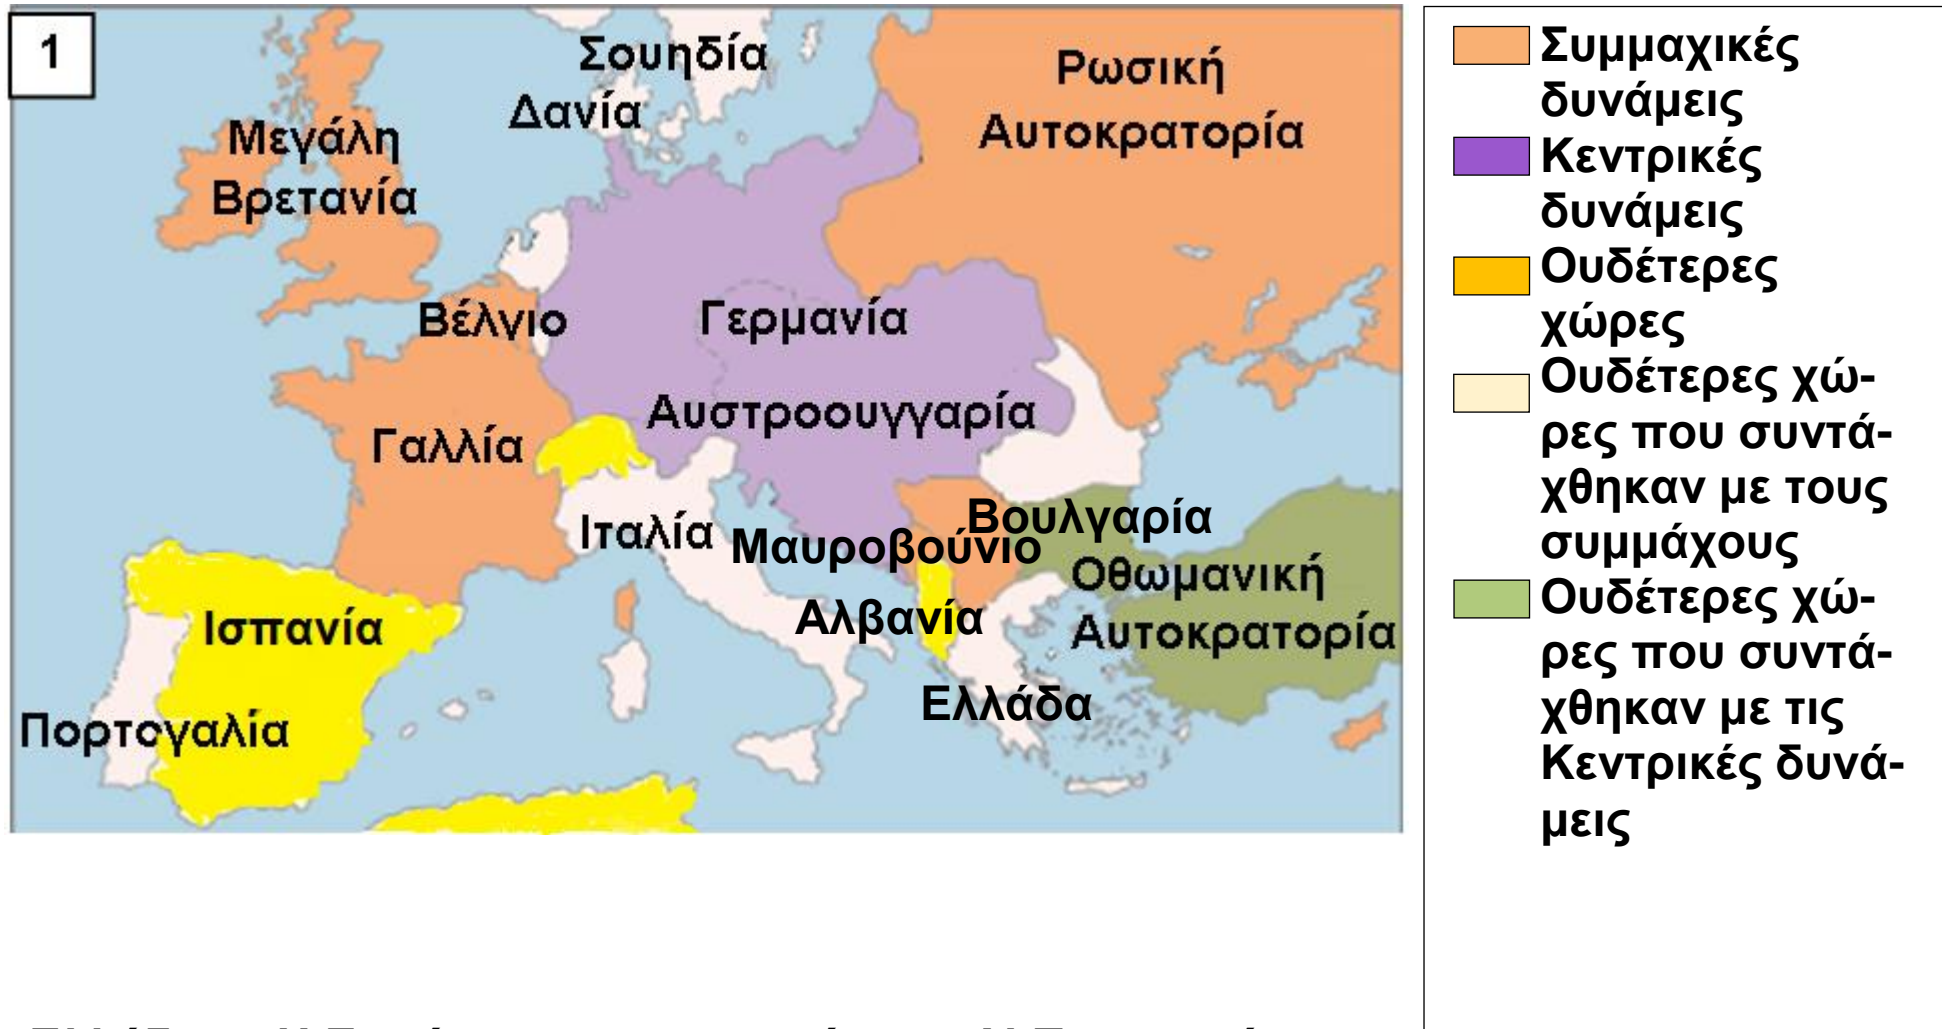 1
Σουηδία
Δανία
Ρωσική
Αυτοκρατορία
Μεγάλη
Βρετανία
Βέλγιο
Γερμανία
Αυστροουγγαρία
Γαλλία
Ιταλία
Βουλγαρία
Μαυροβούνιο
Οθωμανική
Αυτοκρατορία
Αλβανία
Ισπανία
Ελλάδα
Πορτογαλία
Συμμαχικές
δυνάμεις
Κεντρικές
δυνάμεις
Ουδέτερες
χώρες
Ουδέτερες χώ-
ρες που συντά-
χθηκαν με τους
συμμάχους
Ουδέτερες χώ-
ρες που συντά-
χθηκαν με τις
Κεντρικές δυνά-
μεις